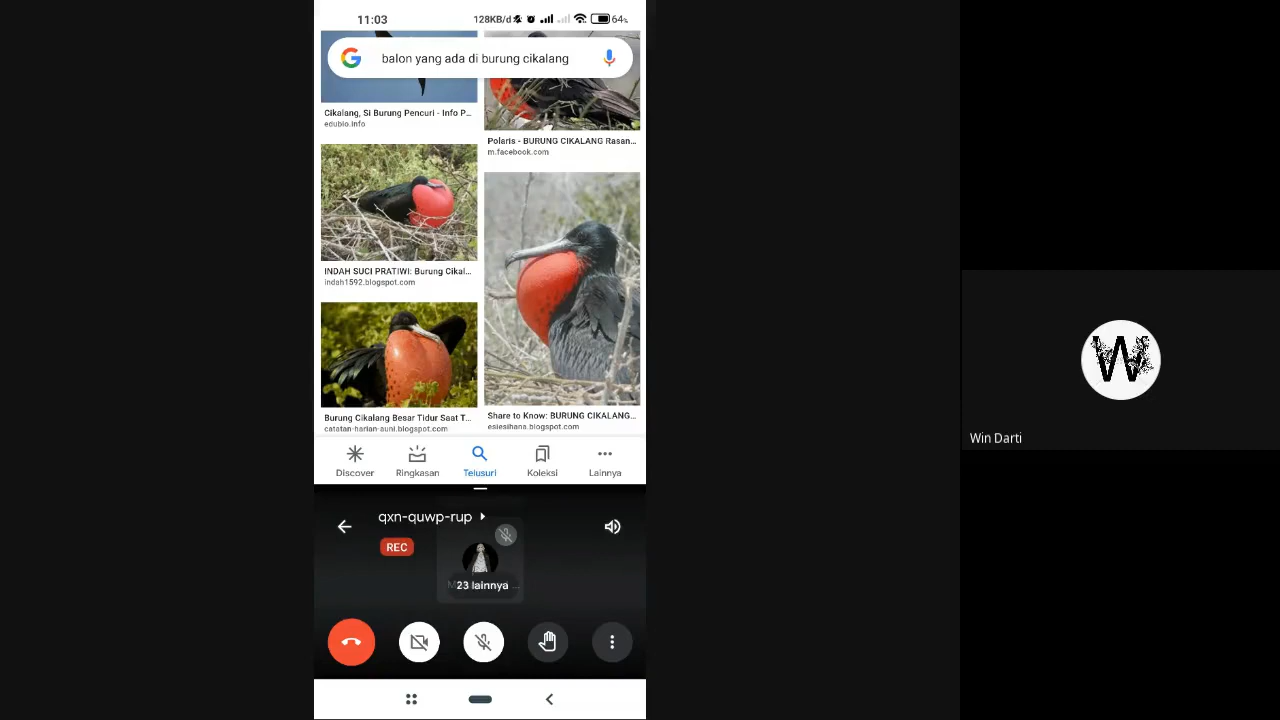 11:03
128KB/d
64%
balon yang ada di burung cikalang
Cikalang, Si Burung Pencuri - Info P...
edubio.info
Polaris - BURUNG CIKALANG Rasan...
m.facebook.com
INDAH SUCI PRATIWI: Burung Cikal...
indah1592.blogspot.com
Burung Cikalang Besar Tidur Saat T...
catatan-harian-auni.blogspot.com
Share to Know: BURUNG CIKALANG...
esiesihana.blogspot.com
Discover
Ringkasan
Telusuri
Koleksi
Lainnya
qxn-quwp-rup
REC
23 lainnya
W
Win Darti